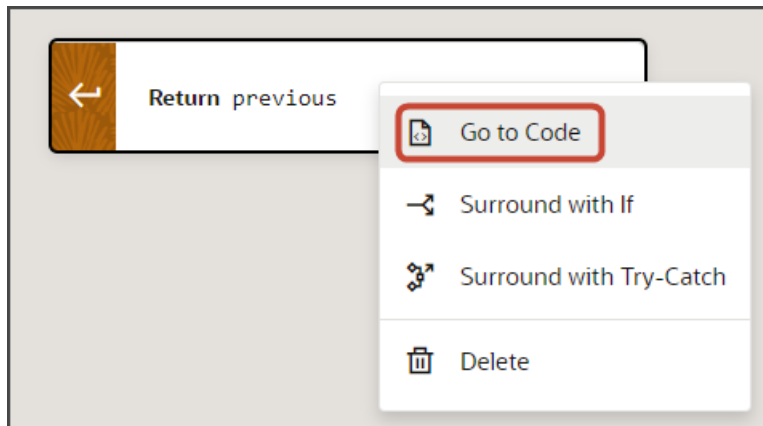 Return previous
Go to Code
Surround with If
Surround with Try-Catch
Delete